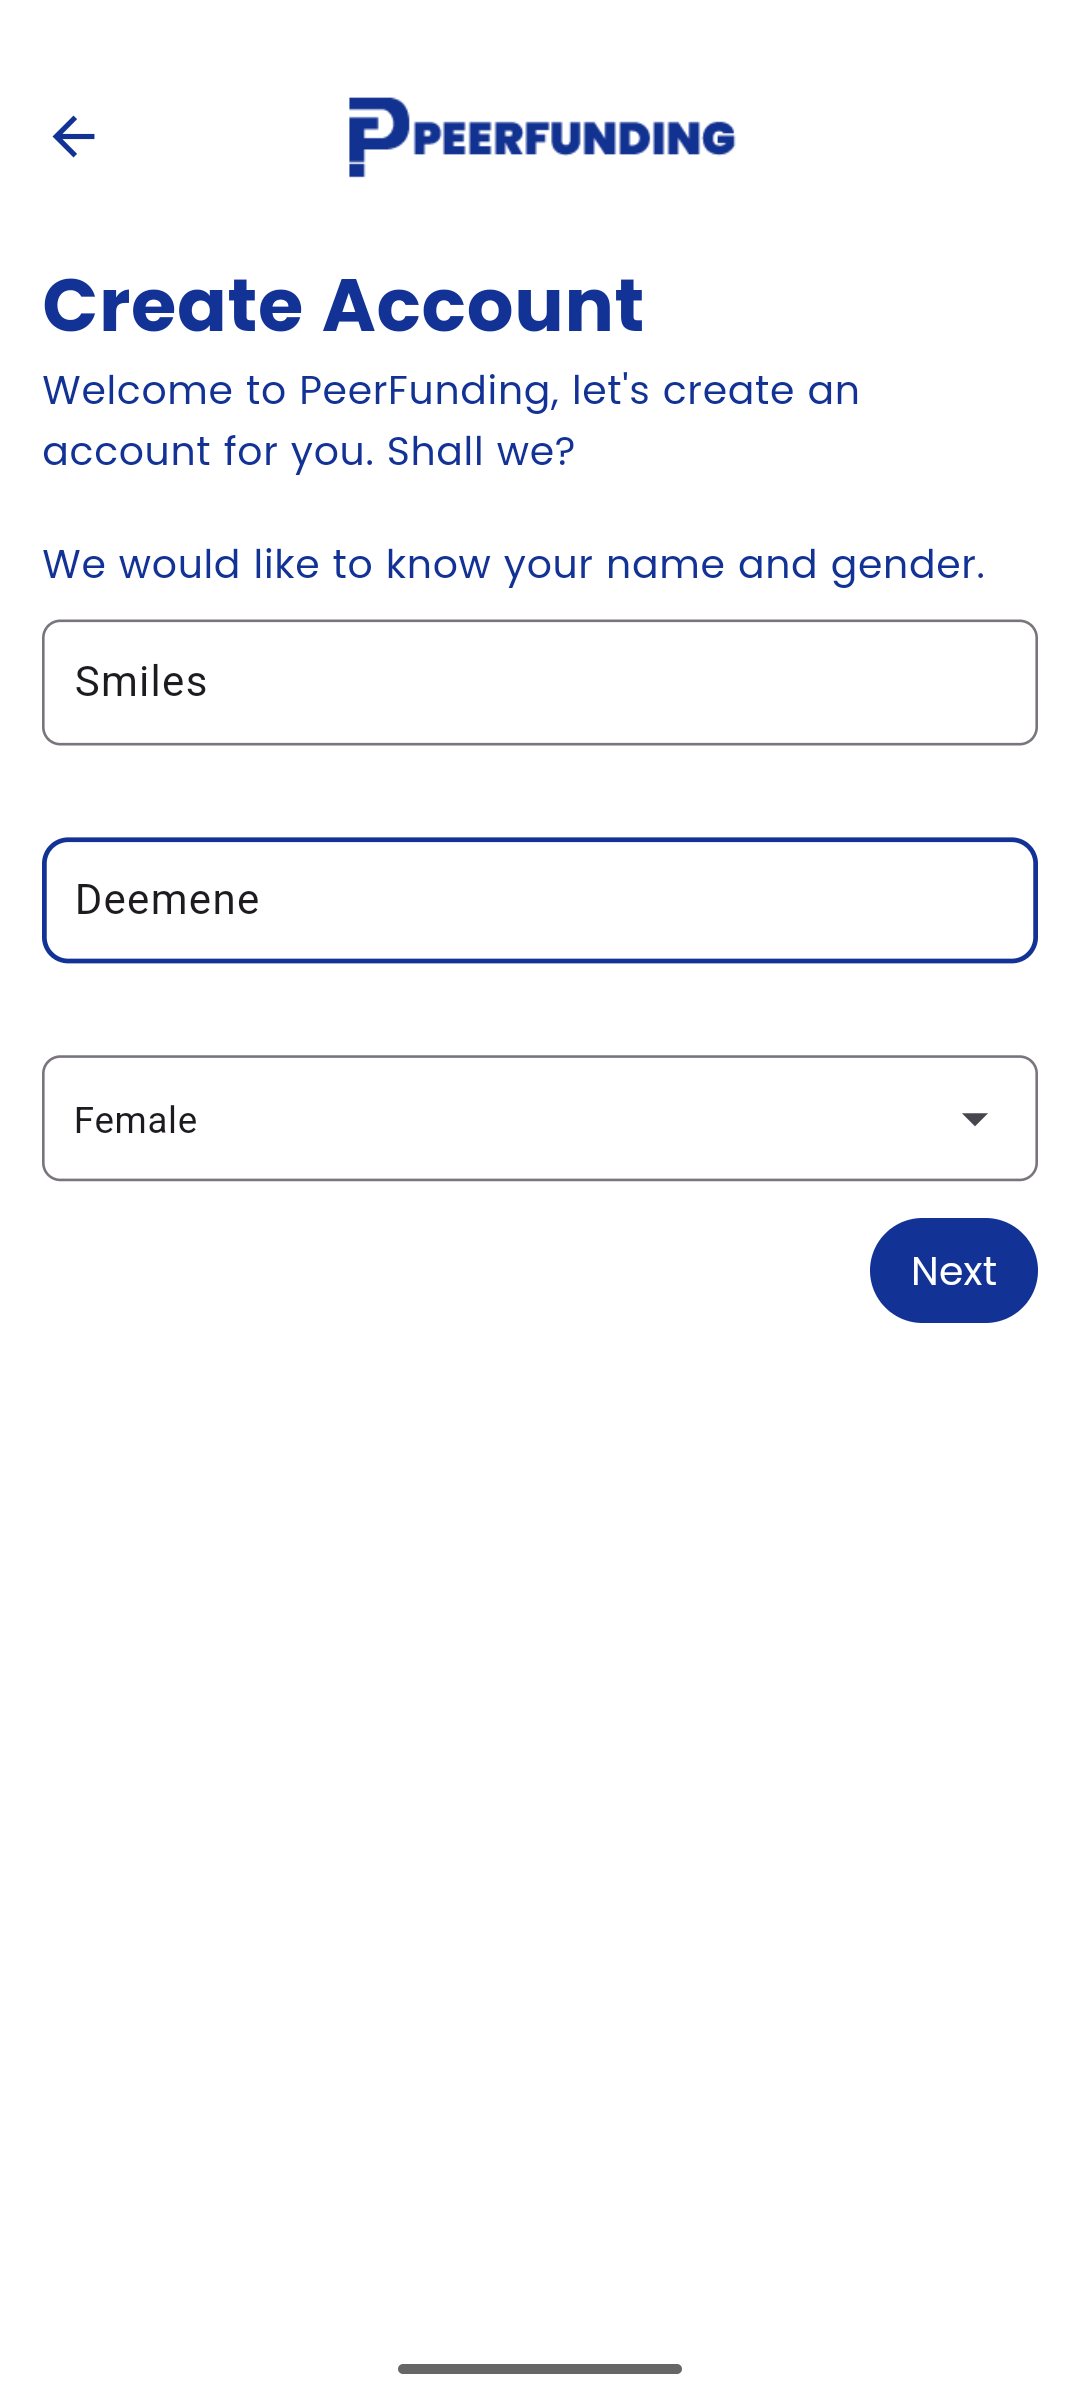 PEERFUNDING
Create Account
Welcome to PeerFunding, let's create an
account for you. Shall we?
We would like to know your name and gender.
Smiles
Deemene
Female
Next